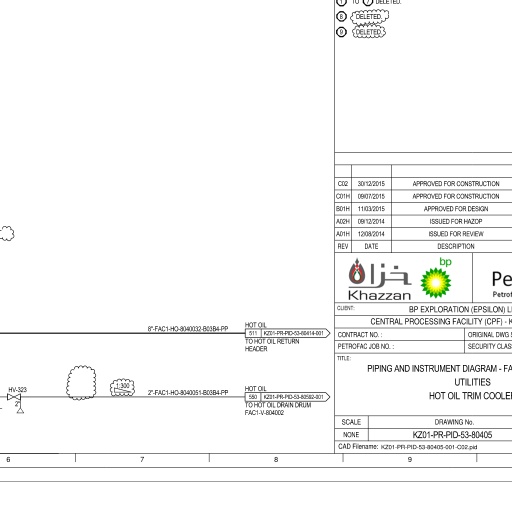 1 TO 7 DELETED.
8 DELETED.
9 DELETED.
C02 30/12/2015 APPROVED FOR CONSTRUCTION
C01H 09/07/2015 APPROVED FOR CONSTRUCTION
B01H 11/03/2015 APPROVED FOR DESIGN
A02H 09/12/2014 ISSUED FOR HAZOP
A01H 12/08/2014 ISSUED FOR REVIEW
REV DATE DESCRIPTION
خزان
Khazzan
bp
Pe
Petrof
CLIENT:
BP EXPLORATION (EPSILON) LI
CENTRAL PROCESSING FACILITY (CPF) - K
CONTRACT NO. : ORIGINAL DWG S
PETROFAC JOB NO. : SECURITY CLASS
TITLE:
PIPING AND INSTRUMENT DIAGRAM - FA
UTILITIES
HOT OIL TRIM COOLE
SCALE DRAWING No.
NONE KZ01-PR-PID-53-80405
CAD Filename: KZ01-PR-PID-53-80405-001-C02.pid
8"-FAC1-HO-8040032-B03B4-PP
HOT OIL
511 KZ01-PR-PID-53-80414-001
TO HOT OIL RETURN
HEADER
HV-323
2"
300
2"-FAC1-HO-8040051-B03B4-PP
HOT OIL
550 KZ01-PR-PID-53-80592-001
TO HOT OIL DRAIN DRUM
FAC1-V-804002
6 7 8 9